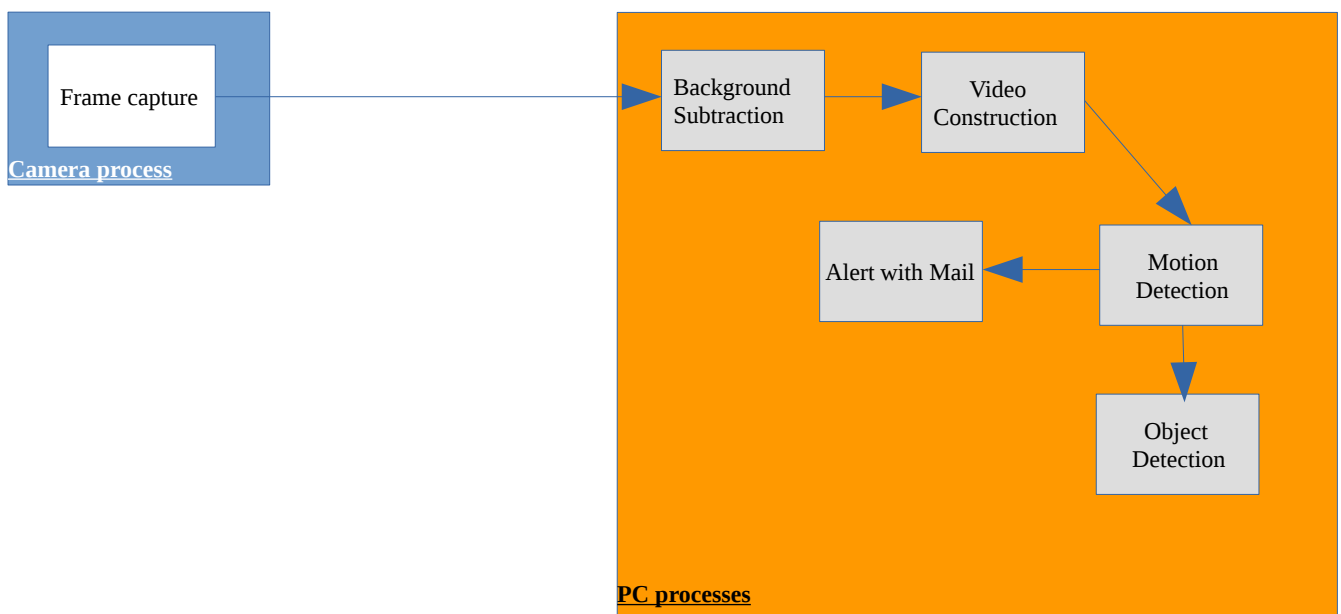 Frame capture
Camera process
Background
Subtraction
Video
Construction
Alert with Mail
Motion
Detection
Object
Detection
PC processes